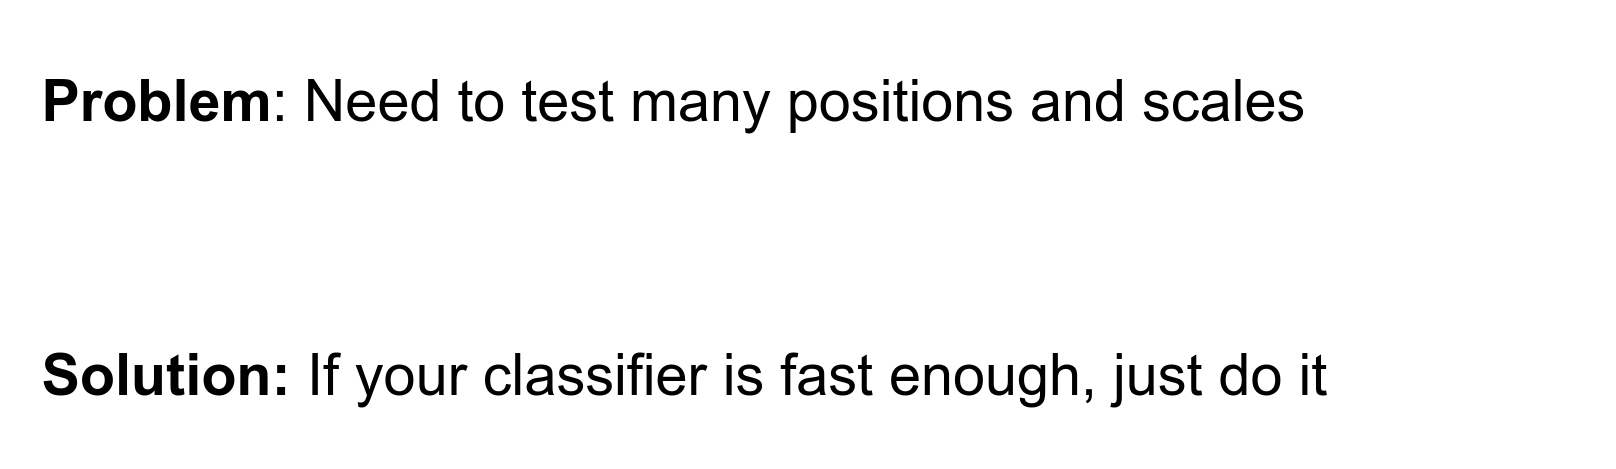 Problem: Need to test many positions and scales
Solution: If your classifier is fast enough, just do it